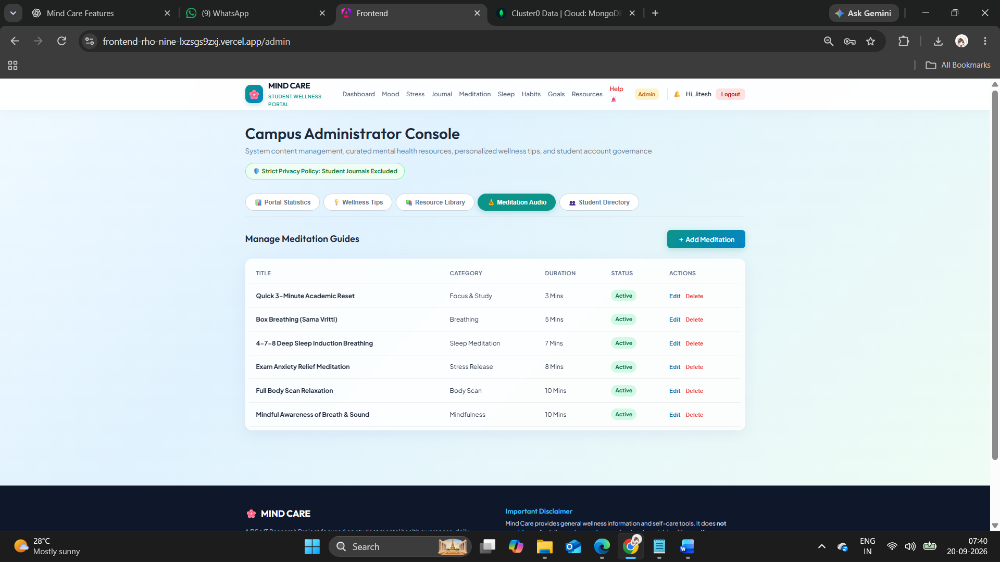 Mind Care Features
(9) WhatsApp
Frontend
Cluster0 Data | Cloud: MongoDB
Ask Gemini
frontend-rho-nine-lxzsgs9zxj.vercel.app/admin
All Bookmarks
MIND CARE
STUDENT WELLNESS
PORTAL
Dashboard Mood Stress Journal Meditation Sleep Habits Goals Resources Help Admin Hi, Jitesh Logout
Campus Administrator Console
System content management, curated mental health resources, personalized wellness tips, and student account governance
Strict Privacy Policy: Student Journals Excluded
Portal Statistics Wellness Tips Resource Library Meditation Audio Student Directory
Manage Meditation Guides
+ Add Meditation
TITLE CATEGORY DURATION STATUS ACTIONS
Quick 3-Minute Academic Reset Focus & Study 3 Mins Active Edit Delete
Box Breathing (Sama Vritti) Breathing 5 Mins Active Edit Delete
4-7-8 Deep Sleep Induction Breathing Sleep Meditation 7 Mins Active Edit Delete
Exam Anxiety Relief Meditation Stress Release 8 Mins Active Edit Delete
Full Body Scan Relaxation Body Scan 10 Mins Active Edit Delete
Mindful Awareness of Breath & Sound Mindfulness 10 Mins Active Edit Delete
MIND CARE
Important Disclaimer
Mind Care provides general wellness information and self-care tools. It does not
28°C
Mostly sunny
Search
ENG
IN
07:40
20-09-2026